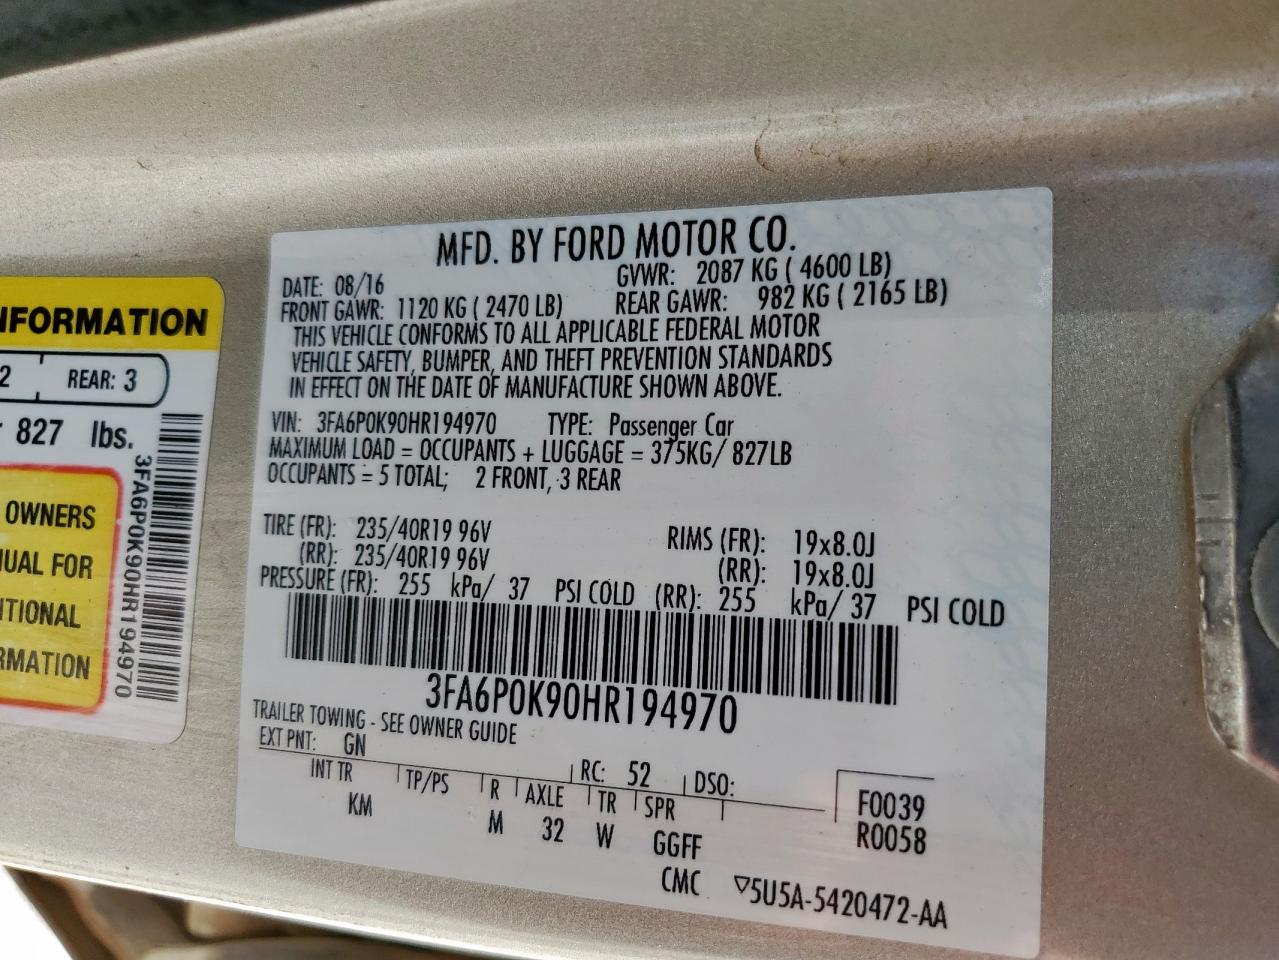 MFD. BY FORD MOTOR CO.
DATE: 08/16 GVWR: 2087 KG ( 4600 LB)
FRONT GAWR: 1120 KG ( 2470 LB) REAR GAWR: 982 KG ( 2165 LB)
THIS VEHICLE CONFORMS TO ALL APPLICABLE FEDERAL MOTOR
VEHICLE SAFETY, BUMPER, AND THEFT PREVENTION STANDARDS
IN EFFECT ON THE DATE OF MANUFACTURE SHOWN ABOVE.
VIN: 3FA6P0K90HR194970 TYPE: Passenger Car
MAXIMUM LOAD = OCCUPANTS + LUGGAGE = 375KG/ 827LB
OCCUPANTS = 5 TOTAL; 2 FRONT, 3 REAR
TIRE (FR): 235/40R19 96V RIMS (FR): 19x8.0J
(RR): 235/40R19 96V (RR): 19x8.0J
PRESSURE (FR): 255 kPa/ 37 PSI COLD (RR): 255 kPa/ 37 PSI COLD
3FA6P0K90HR194970
TRAILER TOWING - SEE OWNER GUIDE
EXT PNT: GN RC: 52 DSO:
INT TR TP/PS R AXLE TR SPR F0039
KM M 32 W GGFF R0058
CMC ▽5U5A-5420472-AA
NFORMATION
2 REAR: 3
827 lbs.
OWNERS
UAL FOR
ITIONAL
RMATION
3FA6P0K90HR194970